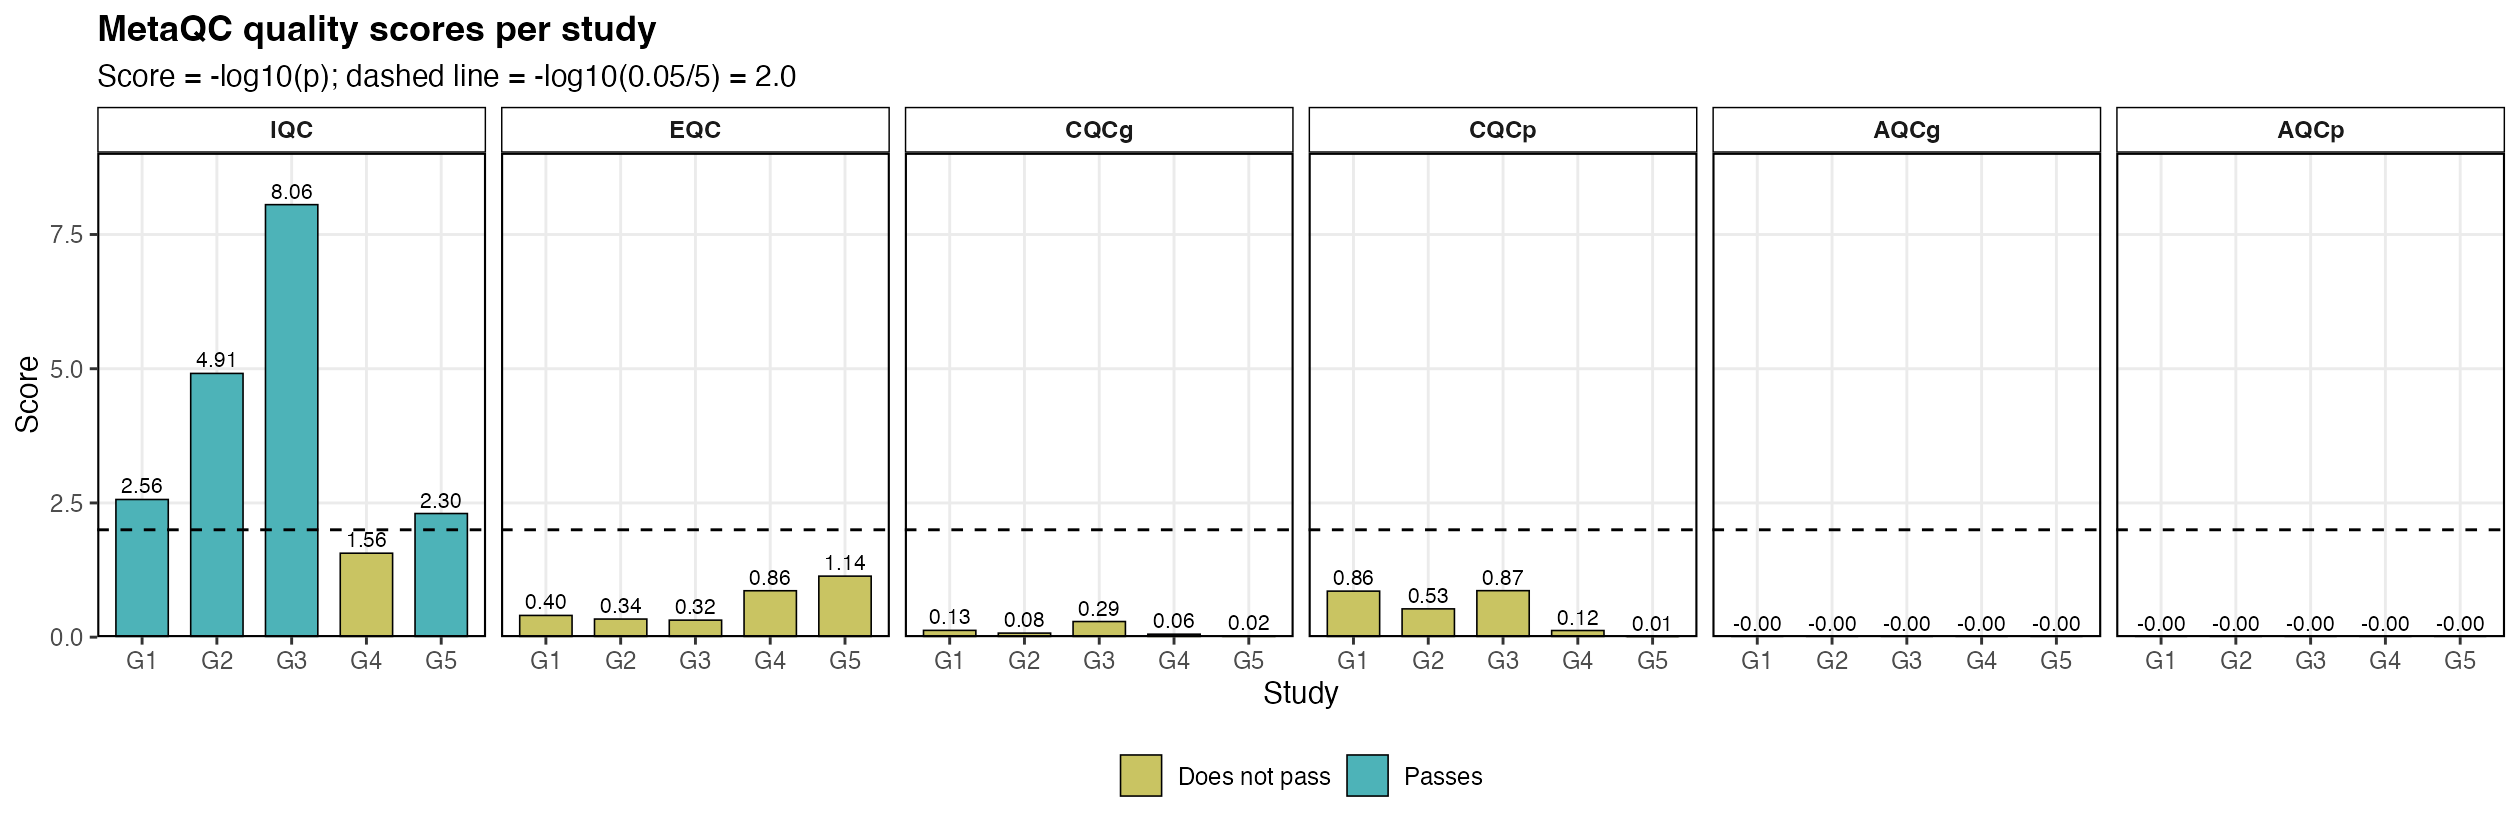 MetaQC quality scores per study
Score = -log10(p); dashed line = -log10(0.05/5) = 2.0
IQC EQC CQCg CQCp AQCg AQCp
8.06
7.5
5.0
4.91
2.5
2.56
2.30
1.56
0.40 0.34 0.32 0.86 1.14
0.13 0.08 0.29 0.06 0.02
0.86 0.53 0.87 0.12 0.01
-0.00 -0.00 -0.00 -0.00 -0.00
-0.00 -0.00 -0.00 -0.00 -0.00
0.0
Score
G1 G2 G3 G4 G5 G1 G2 G3 G4 G5 G1 G2 G3 G4 G5 G1 G2 G3 G4 G5 G1 G2 G3 G4 G5 G1 G2 G3 G4 G5
Study
Does not pass Passes